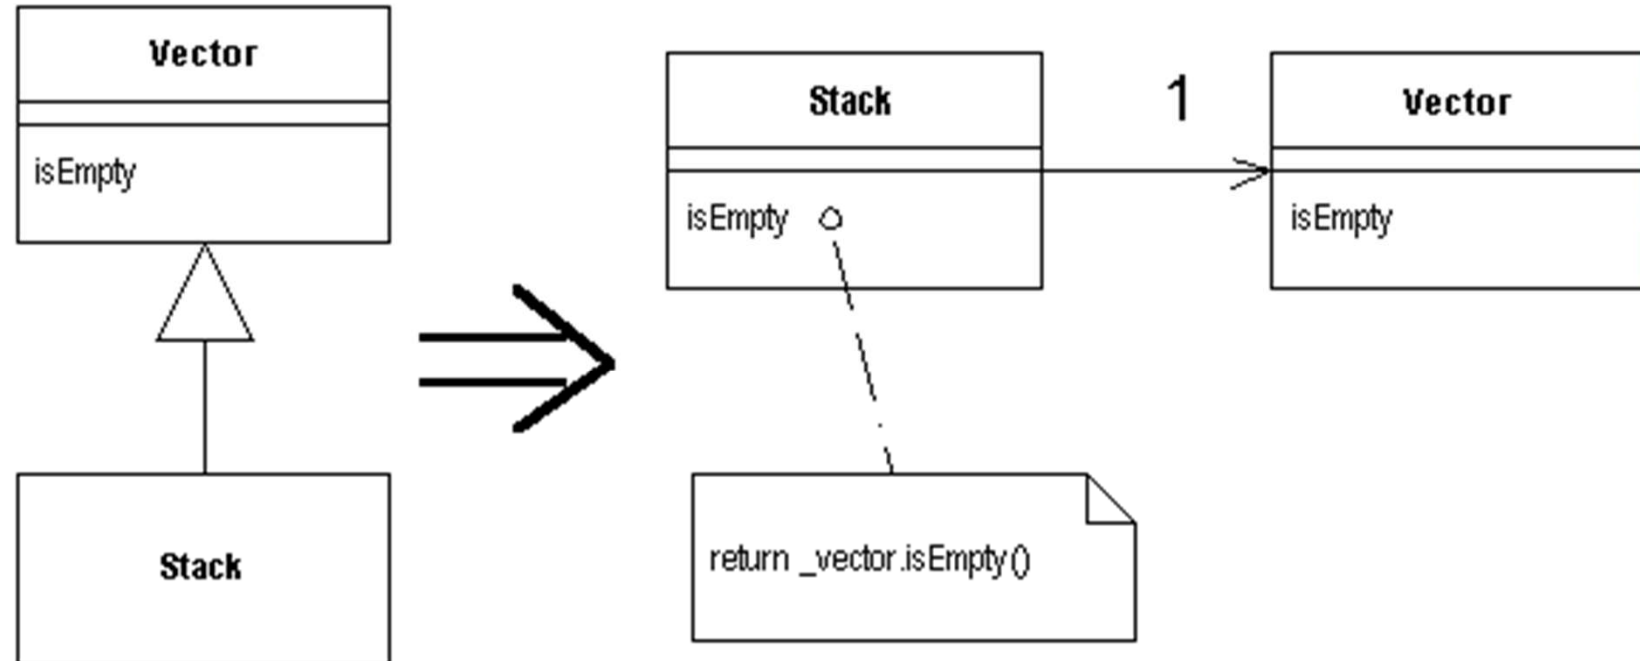 Vector
isEmpty
Stack
Stack
isEmpty
1
Vector
isEmpty
return _vector.isEmpty()